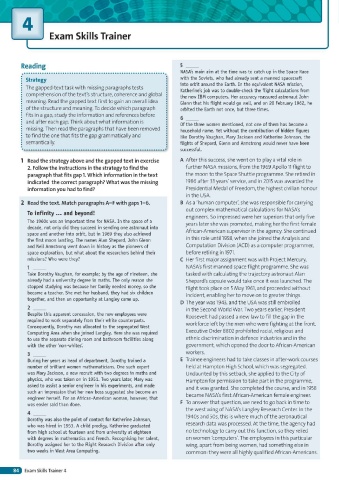 4
Exam Skills Trainer
Reading
Strategy
The gapped text task with missing paragraphs tests
comprehension of the text's structure, coherence and global
meaning. Read the gapped text first to gain an overall idea
of the structure and meaning. To decide which paragraph
fits in a gap, study the information and references before
and after each gap. Think about what information is
missing. Then read the paragraphs that have been removed
to find the one that fits the gap grammatically and
semantically.
1 Read the strategy above and the gapped text in exercise
2. Follow the instructions in the strategy to find the
paragraph that fits gap 1. Which information in the text
indicated the correct paragraph? What was the missing
information you had to find?
2 Read the text. Match paragraphs A–F with gaps 1–6.
To infinity ... and beyond!
The 1960s was an important time for NASA. In the space of a
decade, not only did they succeed in sending one astronaut into
space and another into orbit, but in 1969 they also achieved
the first moon landing. The names Alan Shepard, John Glenn
and Neil Armstrong went down in history as the pioneers of
space exploration, but what about the researchers behind their
missions? Who were they?
1
Take Dorothy Vaughan, for example; by the age of nineteen, she
already had a university degree in maths. The only reason she
stopped studying was because her family needed money, so she
became a teacher. She met her husband, they had six children
together, and then an opportunity at Langley came up.
2
Despite this apparent concession, the new employees were
required to work separately from their white counterparts.
Consequently, Dorothy was allocated to the segregated West
Computing Area when she joined Langley. Here she was required
to use the separate dining room and bathroom facilities along
with the other 'non-whites'.
3
During her years as head of department, Dorothy trained a
number of brilliant women mathematicians. One such expert
was Mary Jackson, a new recruit with two degrees in maths and
physics, who was taken on in 1951. Two years later, Mary was
asked to assist a senior engineer in his experiments, and made
such an impression that her new boss suggested she become an
engineer herself. For an African-American woman, however, that
was easier said than done.
4
Dorothy was also the point of contact for Katherine Johnson,
who was hired in 1953. A child prodigy, Katherine graduated
from high school at fourteen and from university at eighteen
with degrees in mathematics and French. Recognising her talent,
Dorothy assigned her to the Flight Research Division after only
two weeks in West Area Computing.
5
NASA's main aim at the time was to catch up in the Space Race
with the Soviets, who had already sent a manned spacecraft
into orbit around the Earth. On the equivalent NASA mission,
Katherine's job was to double-check the flight calculations from
the new IBM computers. Her accuracy reassured astronaut John
Glenn that his flight would go well, and on 20 February 1962, he
orbited the Earth not once, but three times.
6
Of the three women mentioned, not one of them has become a
household name. Yet without the contribution of hidden figures
like Dorothy Vaughan, Mary Jackson and Katherine Johnson, the
flights of Shepard, Glenn and Armstrong would never have been
successful.
A After this success, she went on to play a vital role in
further NASA missions, from the 1969 Apollo 11 flight to
the moon to the Space Shuttle programme. She retired in
1986 after 33 years' service, and in 2015 was awarded the
Presidential Medal of Freedom, the highest civilian honour
in the USA.
B As a 'human computer', she was responsible for carrying
out complex mathematical calculations for NASA's
engineers. So impressed were her superiors that only five
years later she was promoted, making her the first female
African-American supervisor in the agency. She continued
in this role until 1958, when she joined the Analysis and
Computation Division (ACD) as a computer programmer,
before retiring in 1971.
C Her first major assignment was with Project Mercury,
NASA's first manned space flight programme. She was
tasked with calculating the trajectory astronaut Alan
Shepard's capsule would take once it was launched. The
flight took place on 5 May 1961, and proceeded without
incident, enabling her to move on to greater things.
D The year was 1943, and the USA was still embroiled
in the Second World War. Two years earlier, President
Roosevelt had passed a new law to fill the gap in the
workforce left by the men who were fighting at the front.
Executive Order 8802 prohibited racial, religious and
ethnic discrimination in defence industries and in the
government, which opened the door to African-American
workers.
E Trainee engineers had to take classes in after-work courses
held at Hampton High School, which was segregated.
Undaunted by this setback, she applied to the City of
Hampton for permission to take part in the programme,
and it was granted. She completed the course, and in 1958
became NASA's first African-American female engineer.
F To answer that question, we need to go back in time to
the west wing of NASA's Langley Research Center. In the
1940s and 50s, this is where much of the aeronautical
research data was processed. At the time, the agency had
no technology to carry out this function, so they relied
on women 'computers'. The employees in this particular
wing, apart from being women, had something else in
common: they were all highly qualified African-Americans.
84 Exam Skills Trainer 4